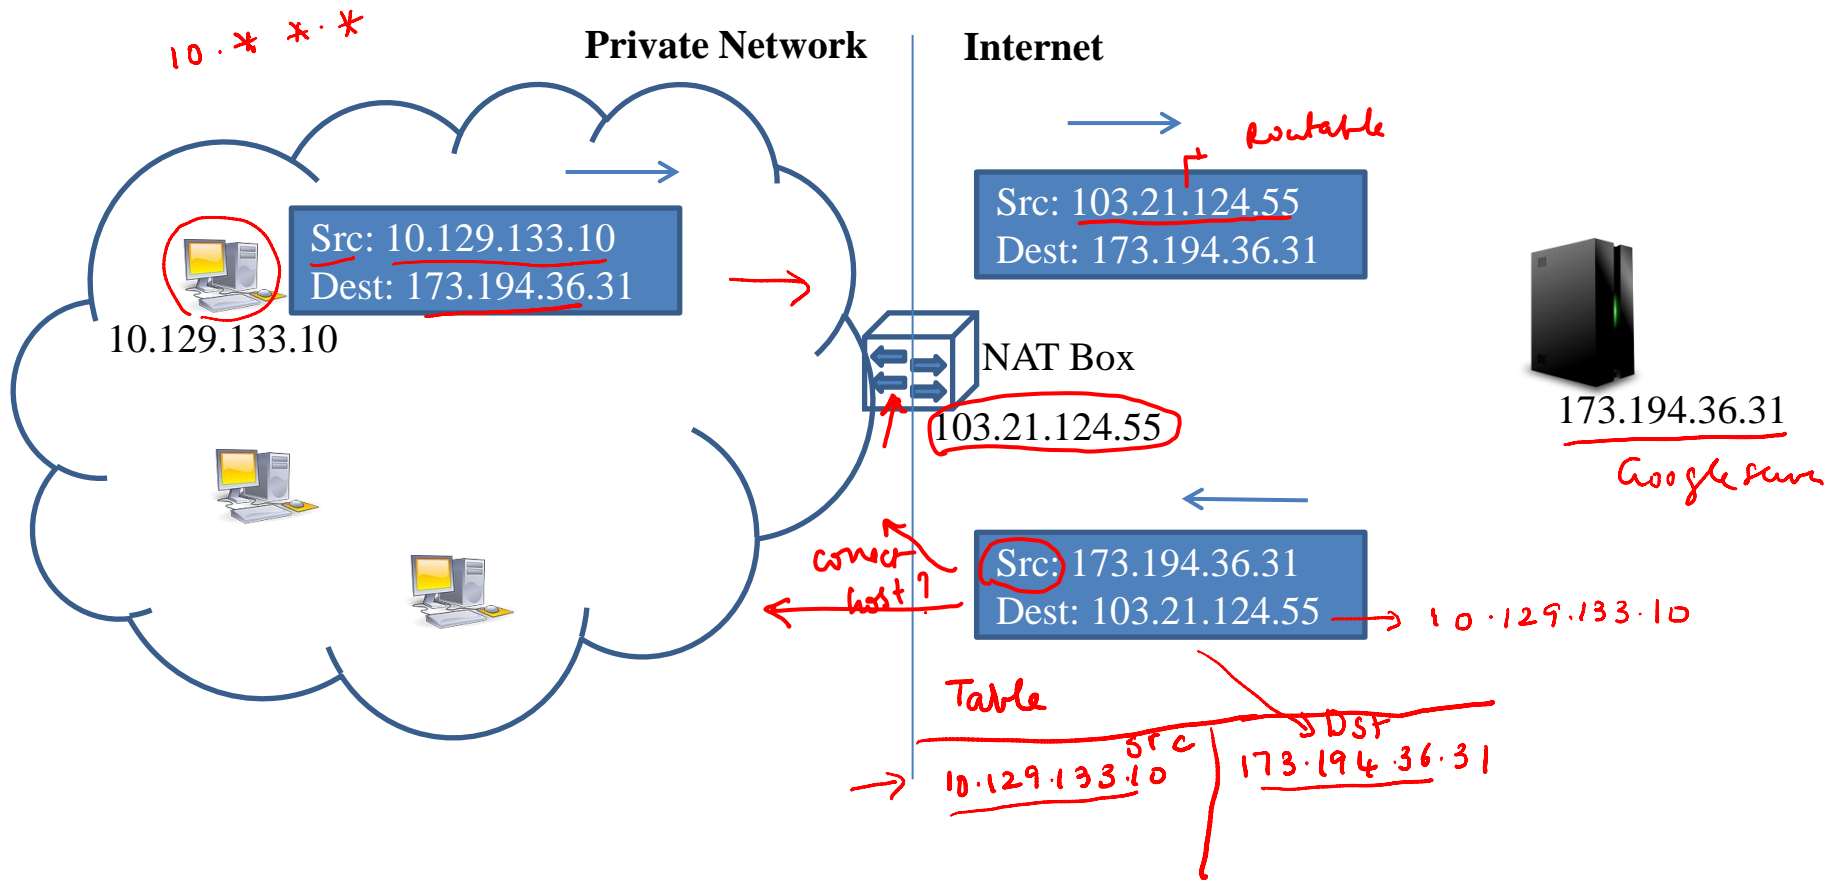 10.* *.*
Private Network
Internet
Routable
Src: 103.21.124.55
Dest: 173.194.36.31
Src: 10.129.133.10
Dest: 173.194.36.31
10.129.133.10
NAT Box
103.21.124.55
173.194.36.31
Google
correct
host?
Src: 173.194.36.31
Dest: 103.21.124.55
10.129.133.10
Table
Src
Dst
10.129.133.10
173.194.36.31